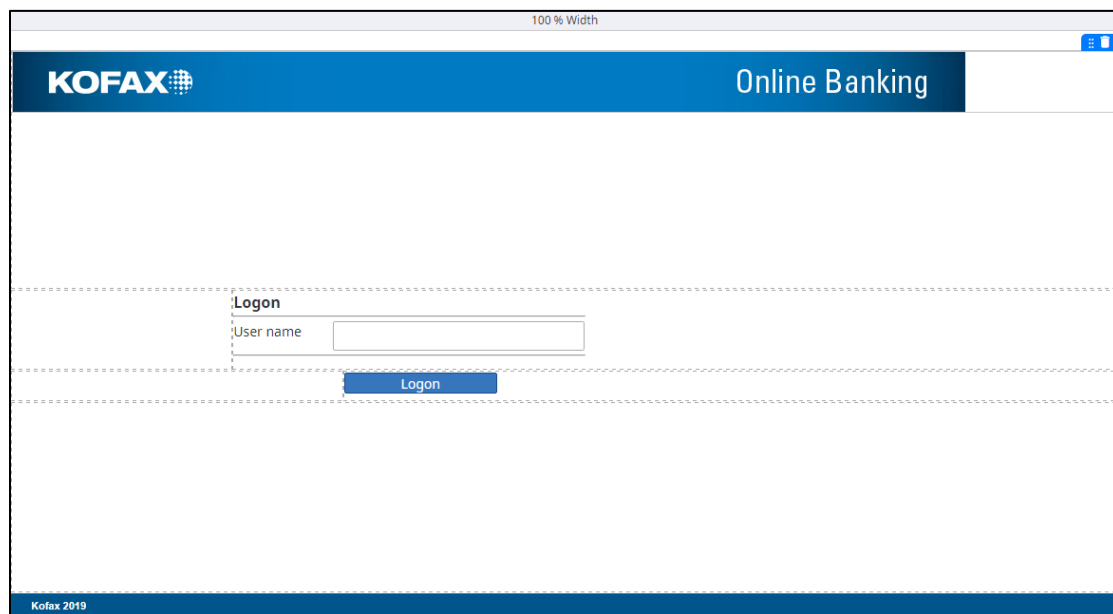 100 % Width
KOFAX Online Banking
Logon
User name
Logon
Kofax 2019